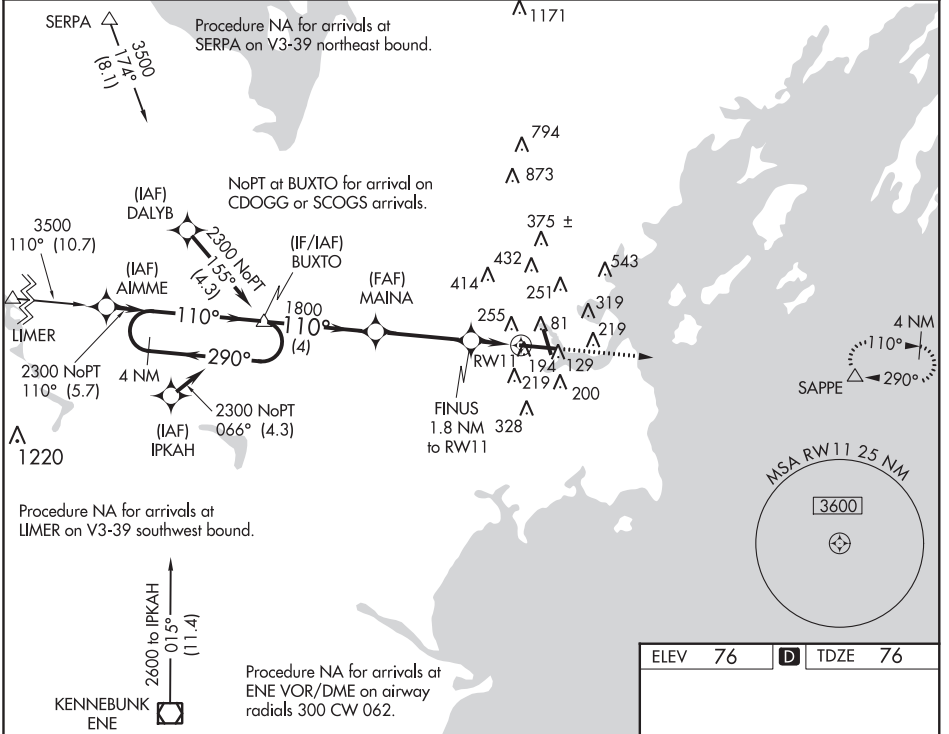 SERPA
3500
174°
(8.1)
Procedure NA for arrivals at
SERPA on V3-39 northeast bound.
1171
794
873
NoPT at BUXTO for arrival on
CDOGG or SCOGS arrivals.
(IAF)
DALYB
2300 NoPT
155°
(4.3)
3500
110° (10.7)
(IAF)
AIMME
(IF/IAF)
BUXTO
(FAF)
MAINA
375 ±
432
414
543
251
319
255
81
219
LIMER
110°
1800
110°
(4)
290°
4 NM
2300 NoPT
110° (5.7)
RW11
194
129
219
200
328
FINUS
1.8 NM
to RW11
2300 NoPT
066° (4.3)
(IAF)
IPKAH
4 NM
110°
290°
SAPPE
1220
MSA RW11 25 NM
3600
Procedure NA for arrivals at
LIMER on V3-39 southwest bound.
2600 to IPKAH
015°
(11.4)
KENNEBUNK
ENE
Procedure NA for arrivals at
ENE VOR/DME on airway
radials 300 CW 062.
ELEV 76 D TDZE 76